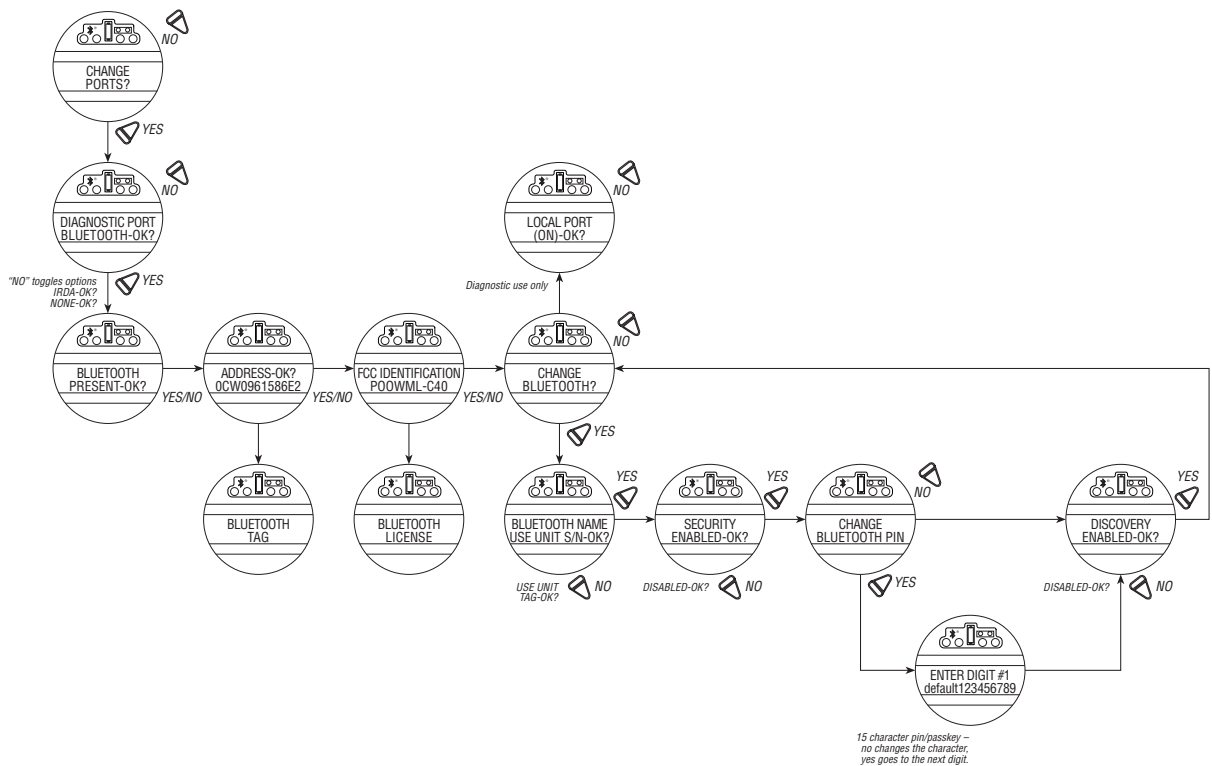 NO
CHANGE
PORTS?
YES
NO
DIAGNOSTIC PORT
BLUETOOTH-OK?
"NO" toggles options
IRDA-OK?
NONE-OK?
YES
NO
LOCAL PORT
(ON)-OK?
Diagnostic use only
BLUETOOTH
PRESENT-OK?
YES/NO
ADDRESS-OK?
0CW0961586E2
YES/NO
FCC IDENTIFICATION
POOWML-C40
YES/NO
NO
CHANGE
BLUETOOTH?
YES
BLUETOOTH
TAG
BLUETOOTH
LICENSE
YES
BLUETOOTH NAME
USE UNIT S/N-OK?
USE UNIT
TAG-OK?
NO
YES
SECURITY
ENABLED-OK?
DISABLED-OK?
NO
NO
CHANGE
BLUETOOTH PIN
YES
YES
DISCOVERY
ENABLED-OK?
DISABLED-OK?
NO
ENTER DIGIT #1
default123456789
15 character pin/passkey –
no changes the character,
yes goes to the next digit.